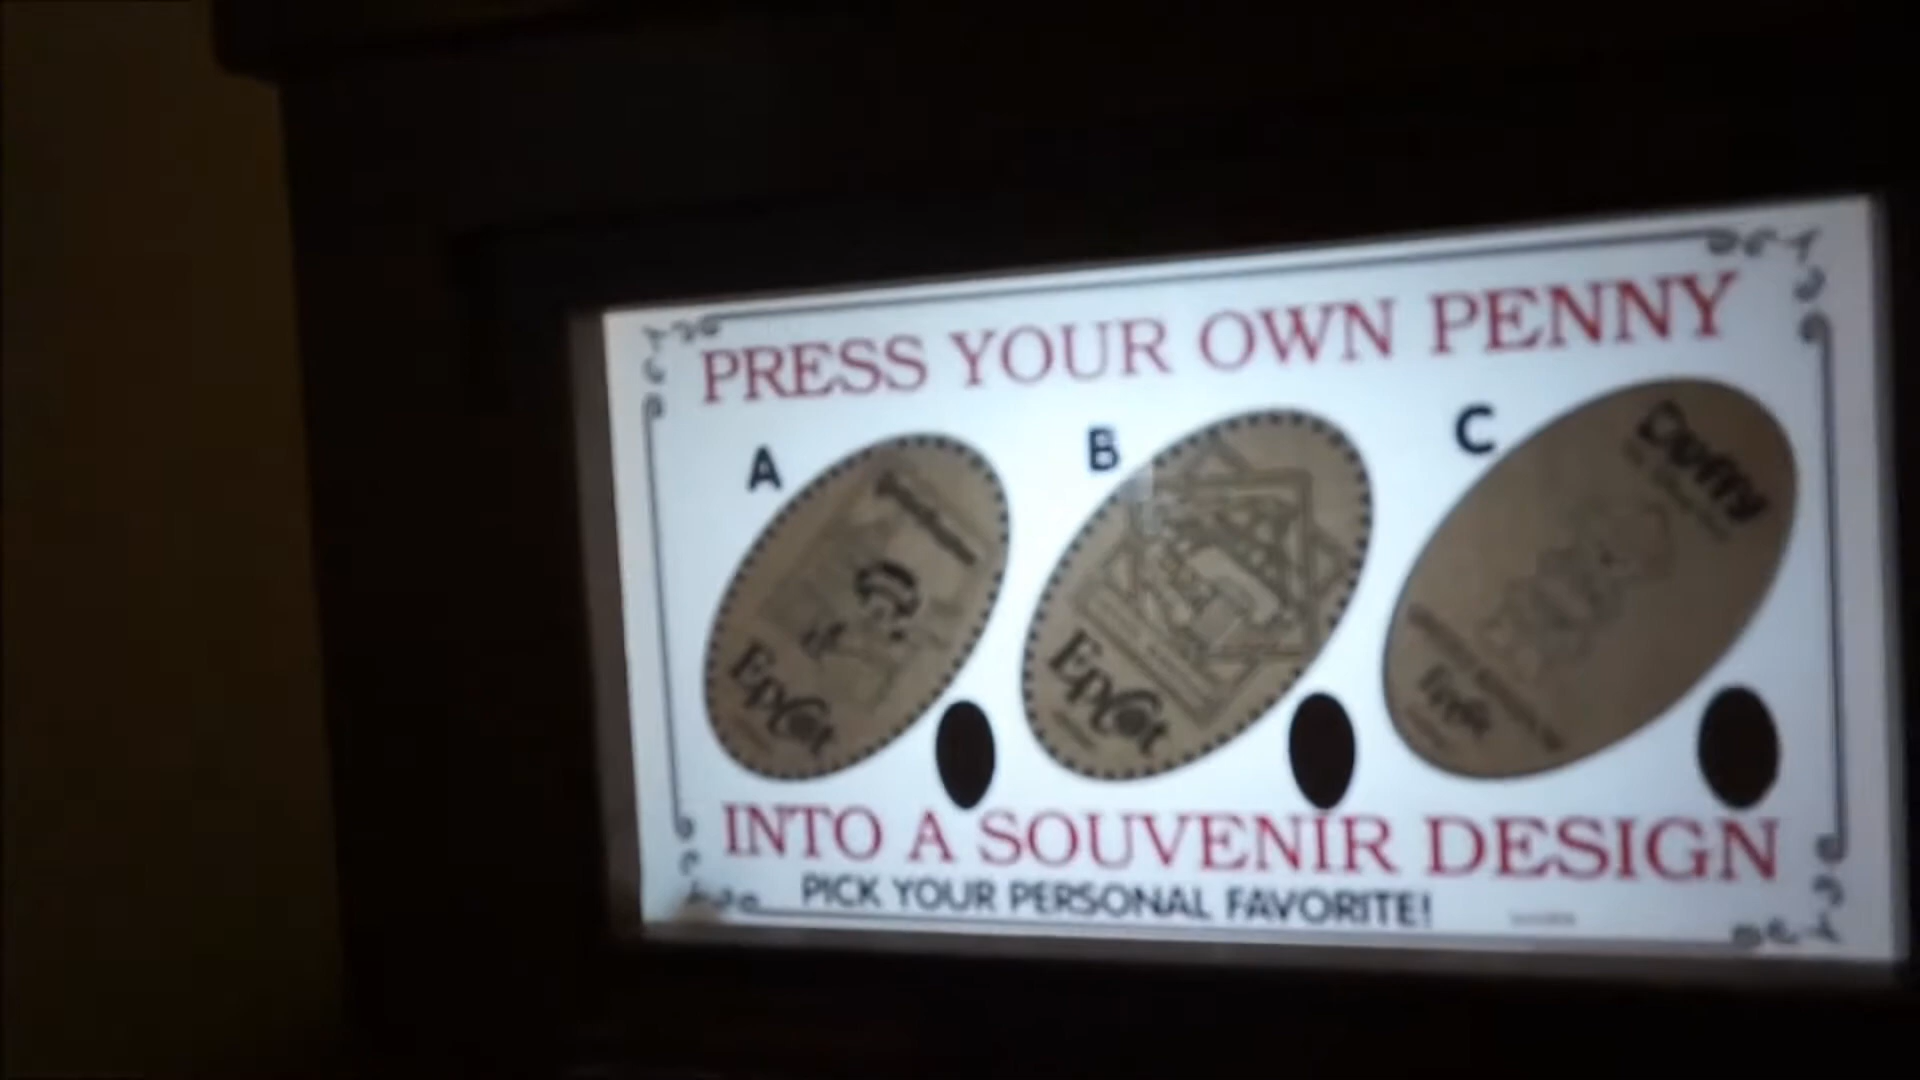 PRESS YOUR OWN PENNY
A B C
Epcot
Epcot
INTO A SOUVENIR DESIGN
PICK YOUR PERSONAL FAVORITE!